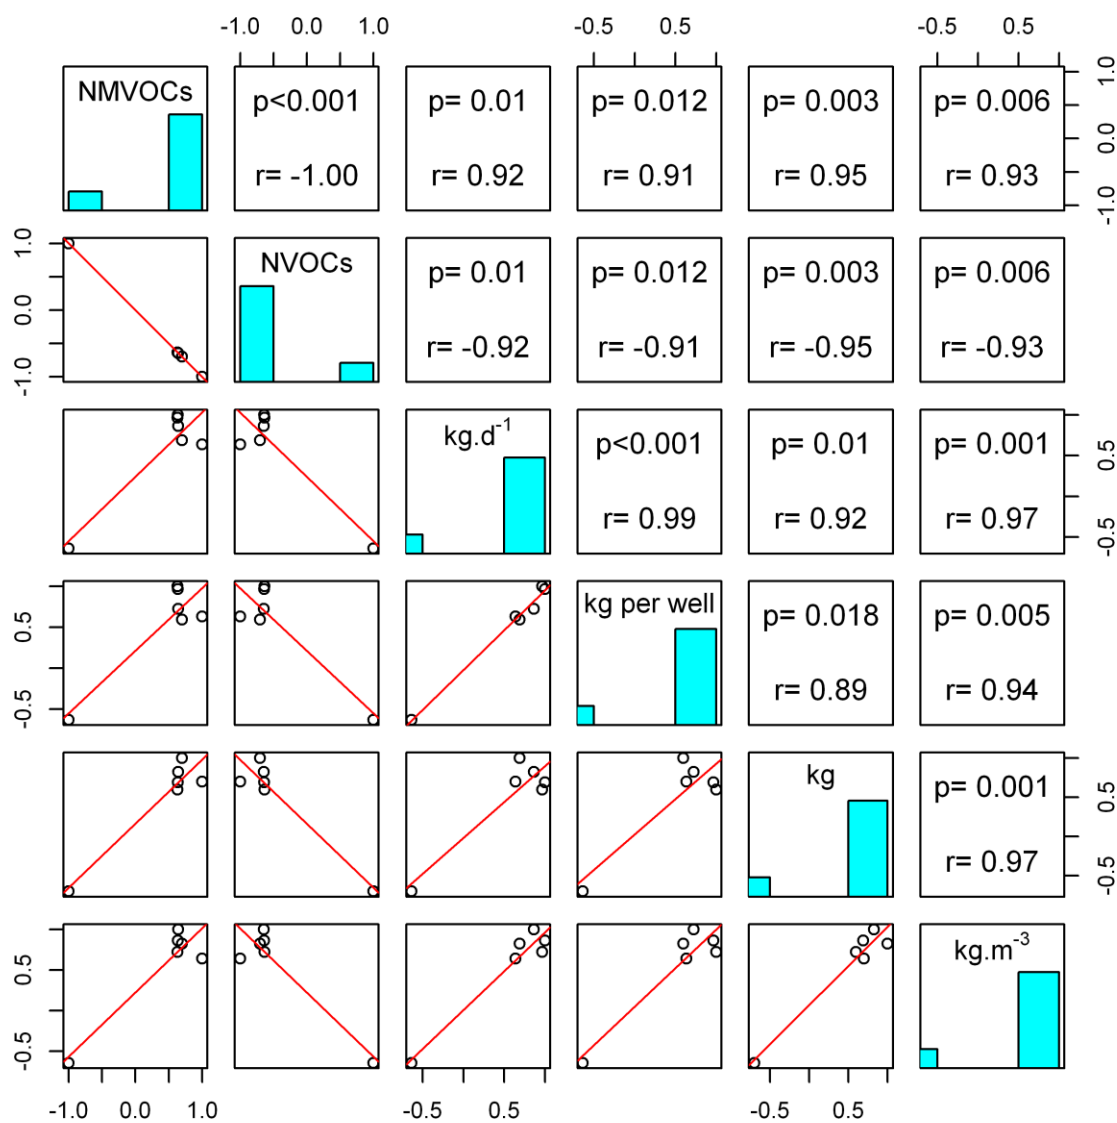 -1.0 0.0 1.0 -0.5 0.5 -0.5 0.5
NMVOCs p<0.001 p= 0.01 p= 0.012 p= 0.003 p= 0.006
r= -1.00 r= 0.92 r= 0.91 r= 0.95 r= 0.93
-1.0 0.0 1.0
-1.0 0.0 1.0
NVOCs p= 0.01 p= 0.012 p= 0.003 p= 0.006
r= -0.92 r= -0.91 r= -0.95 r= -0.93
kg.d⁻¹ p<0.001 p= 0.01 p= 0.001
r= 0.99 r= 0.92 r= 0.97
-0.5 0.5
-0.5 0.5
kg per well p= 0.018 p= 0.005
r= 0.89 r= 0.94
kg p= 0.001
r= 0.97
-0.5 0.5
-0.5 0.5
kg.m⁻³
-1.0 0.0 1.0 -0.5 0.5 -0.5 0.5